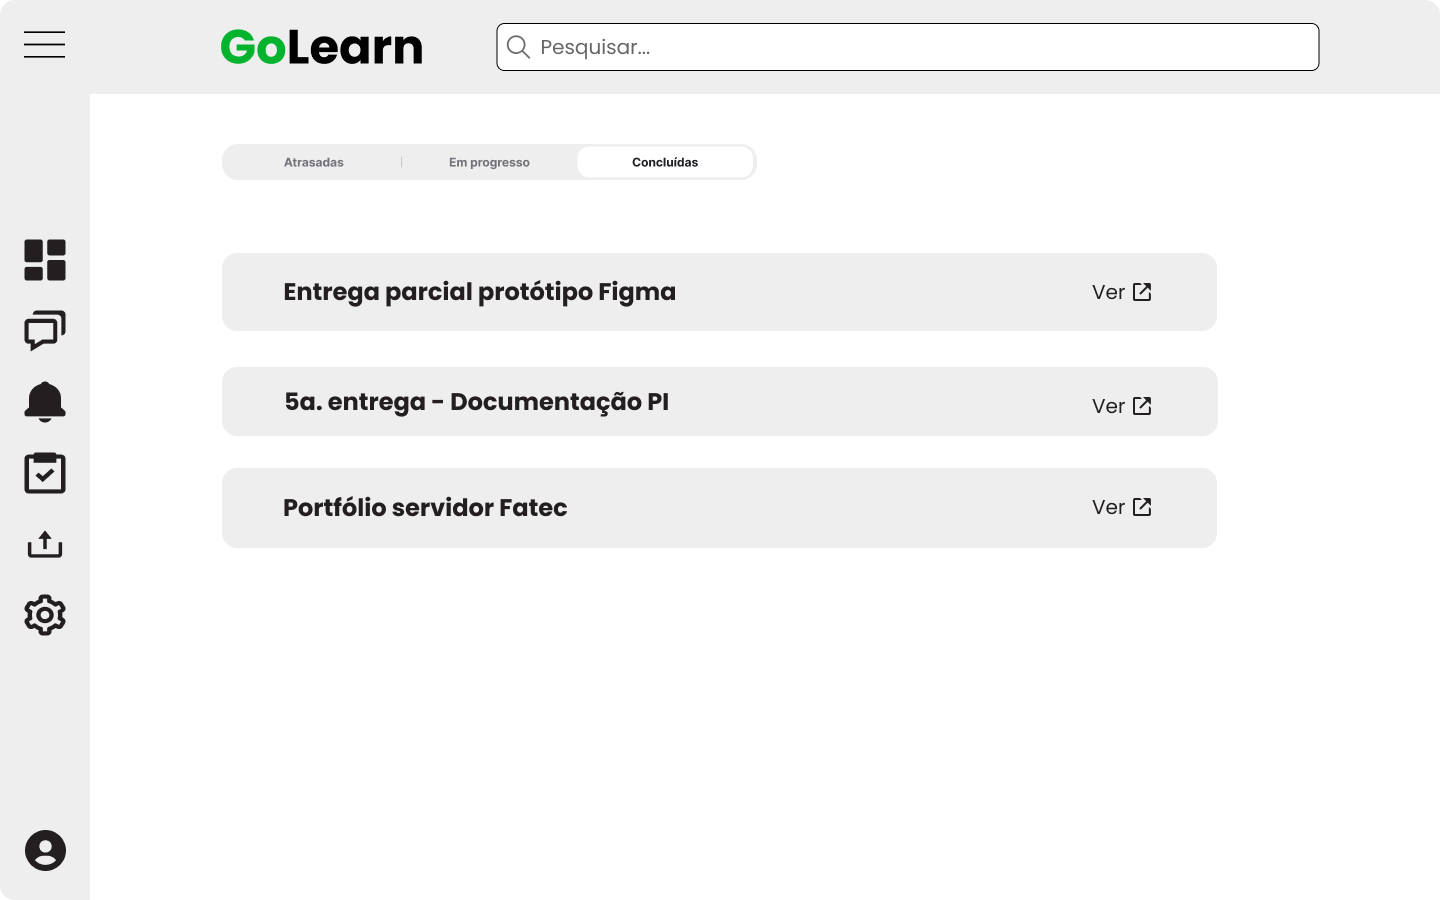 GoLearn
Pesquisar...
Atrasadas
Em progresso
Concluídas
Entrega parcial protótipo Figma
Ver
5a. entrega - Documentação PI
Ver
Portfólio servidor Fatec
Ver